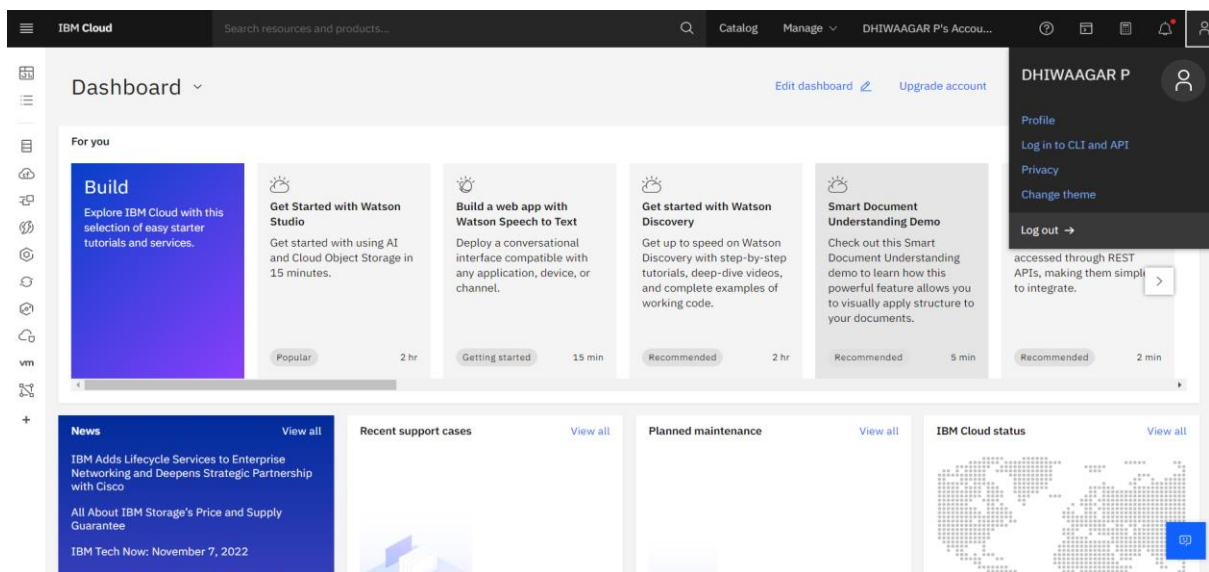 IBM Cloud
Search resources and products...
Catalog
Manage
DHIWAAGAR P's Accou...
Dashboard
Edit dashboard
Upgrade account
DHIWAAGAR P
Profile
Log in to CLI and API
Privacy
Change theme
Log out →
For you
Build
Explore IBM Cloud with this
selection of easy starter
tutorials and services.
Get Started with Watson
Studio
Get started with using AI
and Cloud Object Storage in
15 minutes.
Popular
2 hr
Build a web app with
Watson Speech to Text
Deploy a conversational
interface compatible with
any application, device, or
channel.
Getting started
15 min
Get started with Watson
Discovery
Get up to speed on Watson
Discovery with step-by-step
tutorials, deep-dive videos,
and complete examples of
working code.
Recommended
2 hr
Smart Document
Understanding Demo
Check out this Smart
Document Understanding
demo to learn how this
powerful feature allows you
to visually apply structure to
your documents.
Recommended
5 min
accessed through REST
APIs, making them simple
to integrate.
Recommended
2 min
vm
News
View all
IBM Adds Lifecycle Services to Enterprise
Networking and Deepens Strategic Partnership
with Cisco
All About IBM Storage's Price and Supply
Guarantee
IBM Tech Now: November 7, 2022
Recent support cases
View all
Planned maintenance
View all
IBM Cloud status
View all